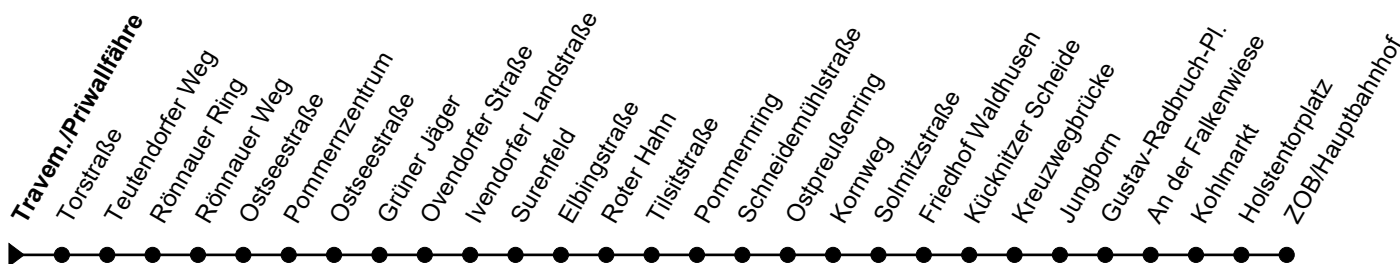 Travem./Priwallfähre
Torstraße
Teutendorfer Weg
Rönnauer Ring
Rönnauer Weg
Ostseestraße
Pommernzentrum
Ostseestraße
Grüner Jäger
Ovendorfer Straße
Ivendorfer Landstraße
Surenfeld
Elbingstraße
Roter Hahn
Tilsitstraße
Pommernring
Schneidemühlstraße
Ostpreußenring
Kornweg
Solmitzstraße
Friedhof Waldhusen
Kücknitzer Scheide
Kreuzwegbrücke
Jungborn
Gustav-Radbruch-Pl.
An der Falkenwiese
Kohlmarkt
Holstentorplatz
ZOB/Hauptbahnhof